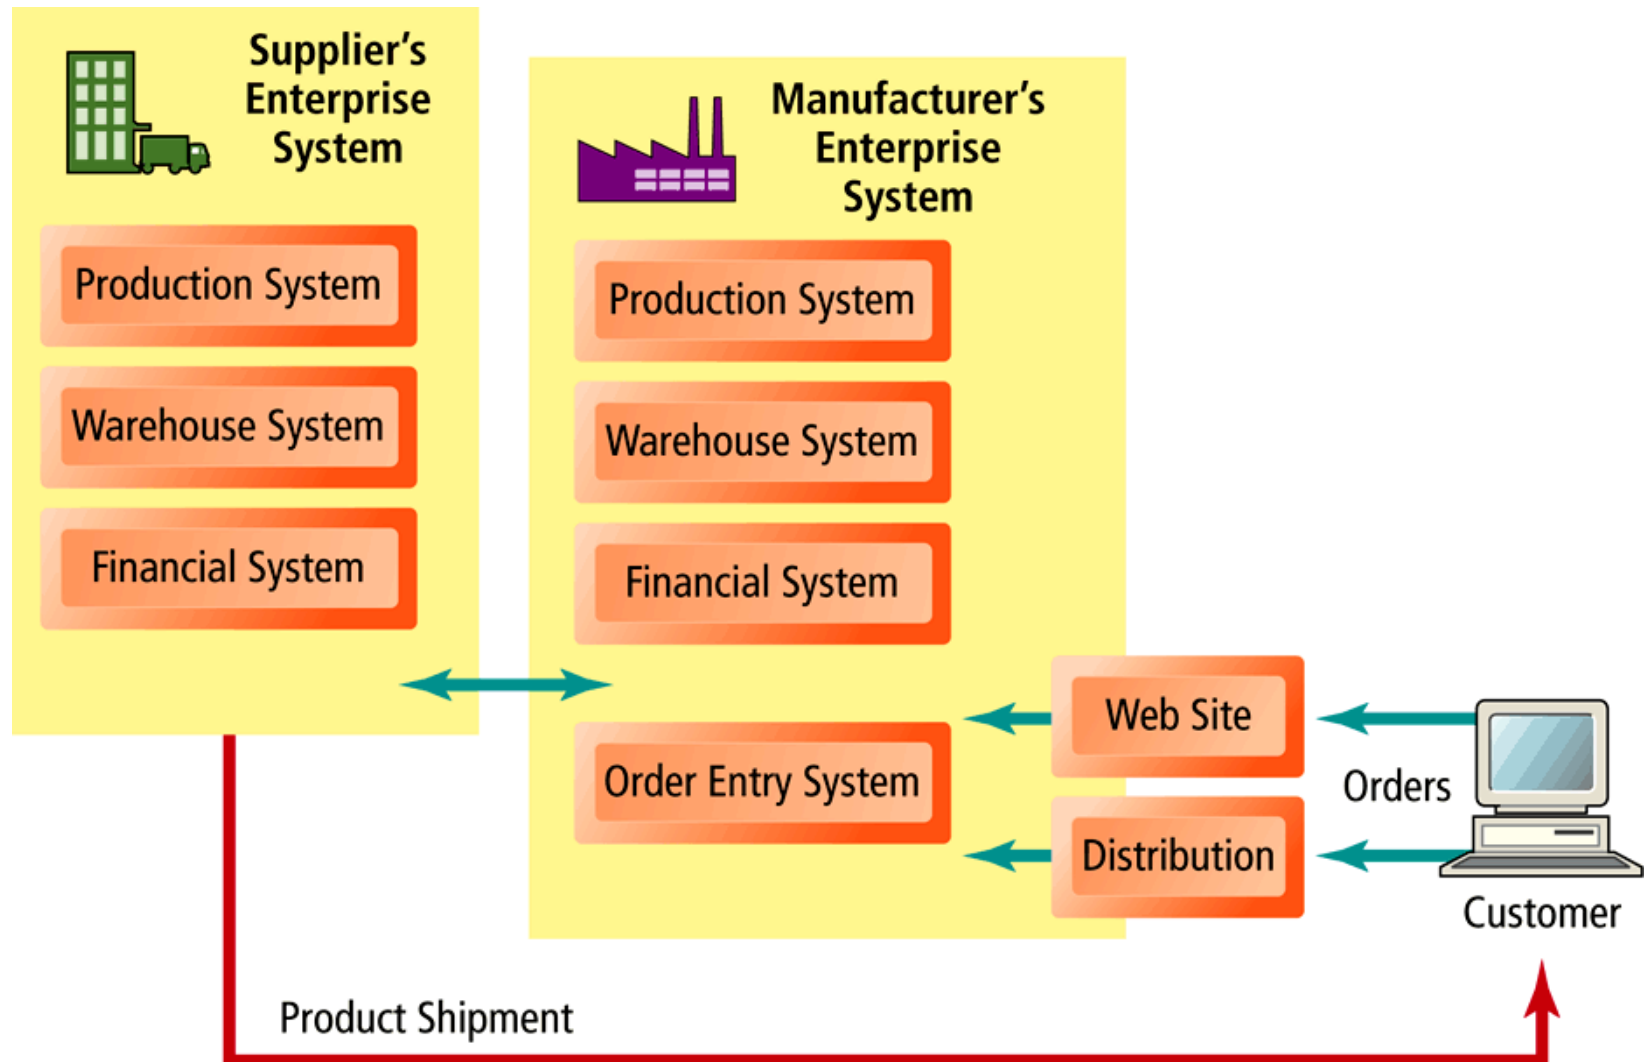 Supplier’s
Enterprise
System
Production System
Warehouse System
Financial System
Manufacturer’s
Enterprise
System
Production System
Warehouse System
Financial System
Order Entry System
Web Site
Distribution
Orders
Customer
Product Shipment